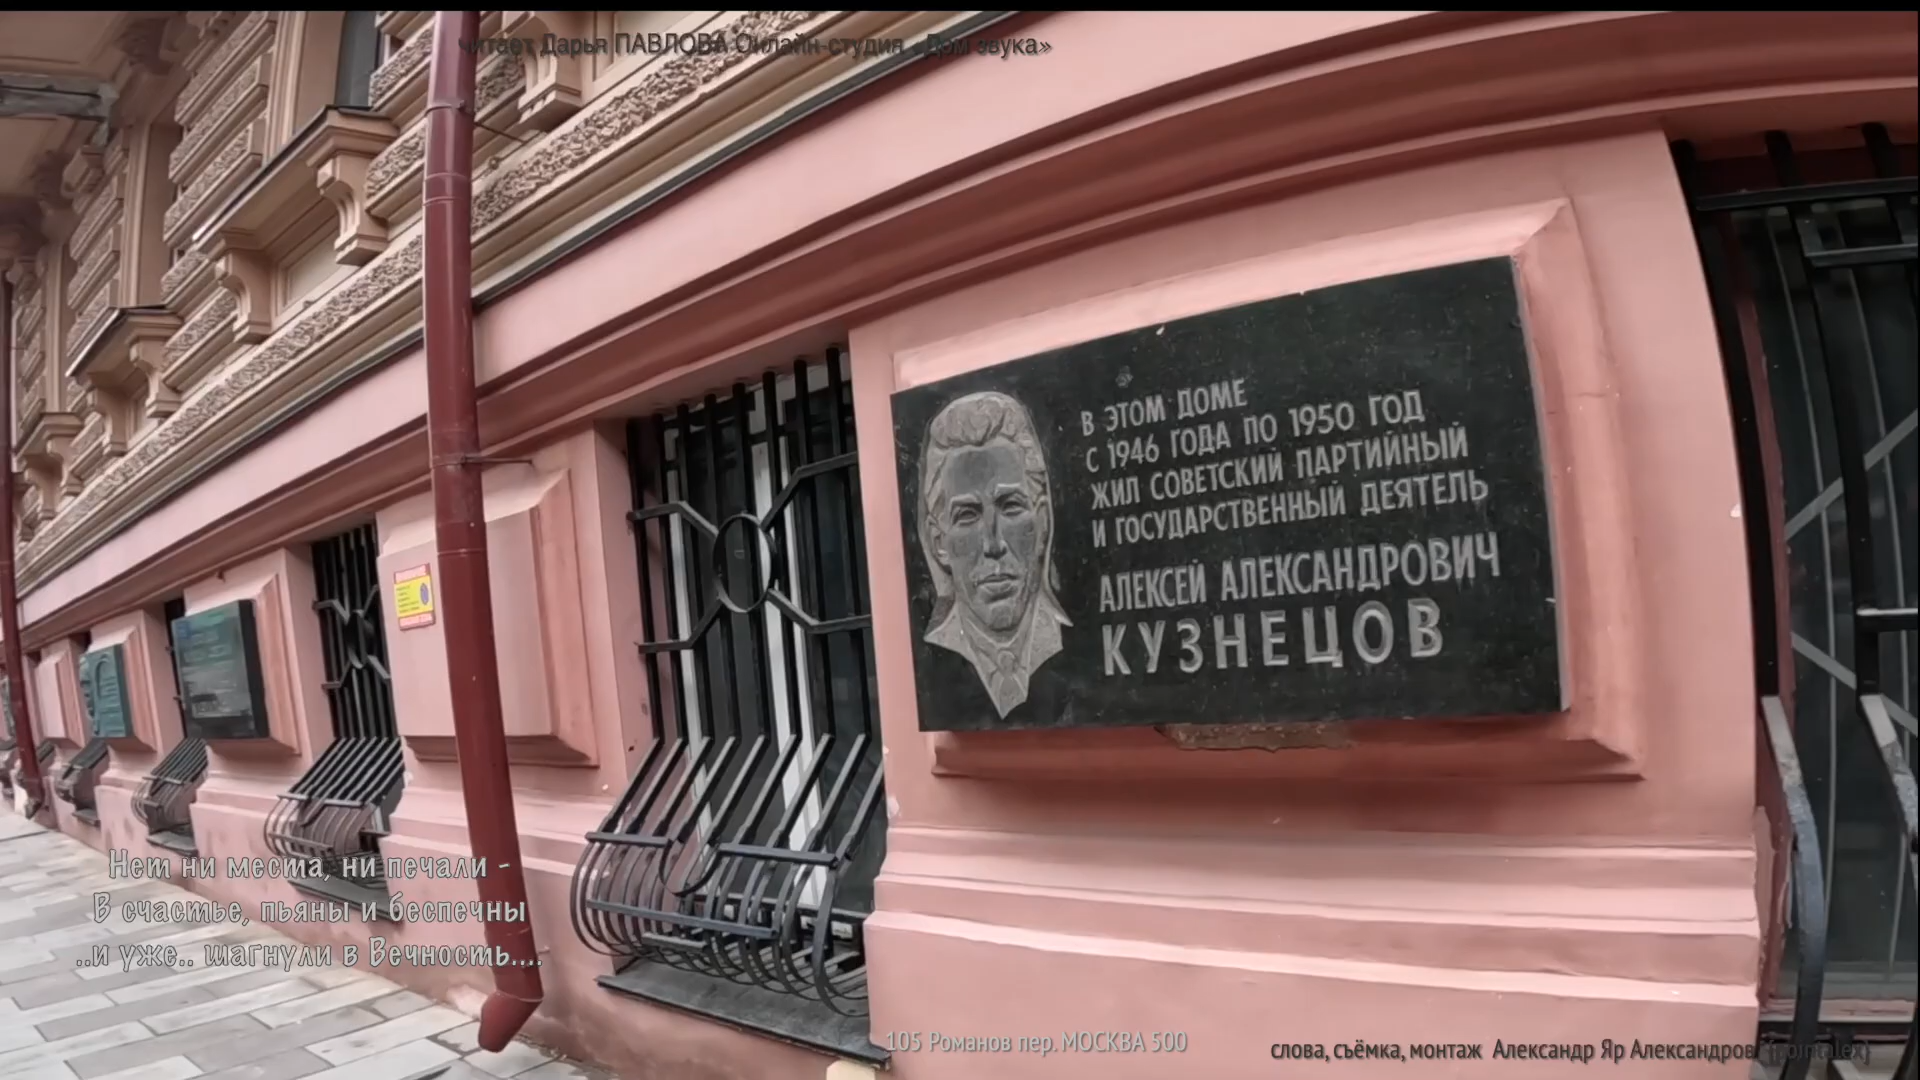 читает Дарья ПАВЛОВА Онлайн-студия «Дом звука»
В ЭТОМ ДОМЕ
С 1946 ГОДА ПО 1950 ГОД
ЖИЛ СОВЕТСКИЙ ПАРТИЙНЫЙ
И ГОСУДАРСТВЕННЫЙ ДЕЯТЕЛЬ
АЛЕКСЕЙ АЛЕКСАНДРОВИЧ
КУЗНЕЦОВ
Нет ни места, ни печали -
В счастье, пьяны и беспечны
..и уже.. шагнули в Вечность....
105 Романов пер. МОСКВА 500
слова, съёмка, монтаж Александр Яр Александров